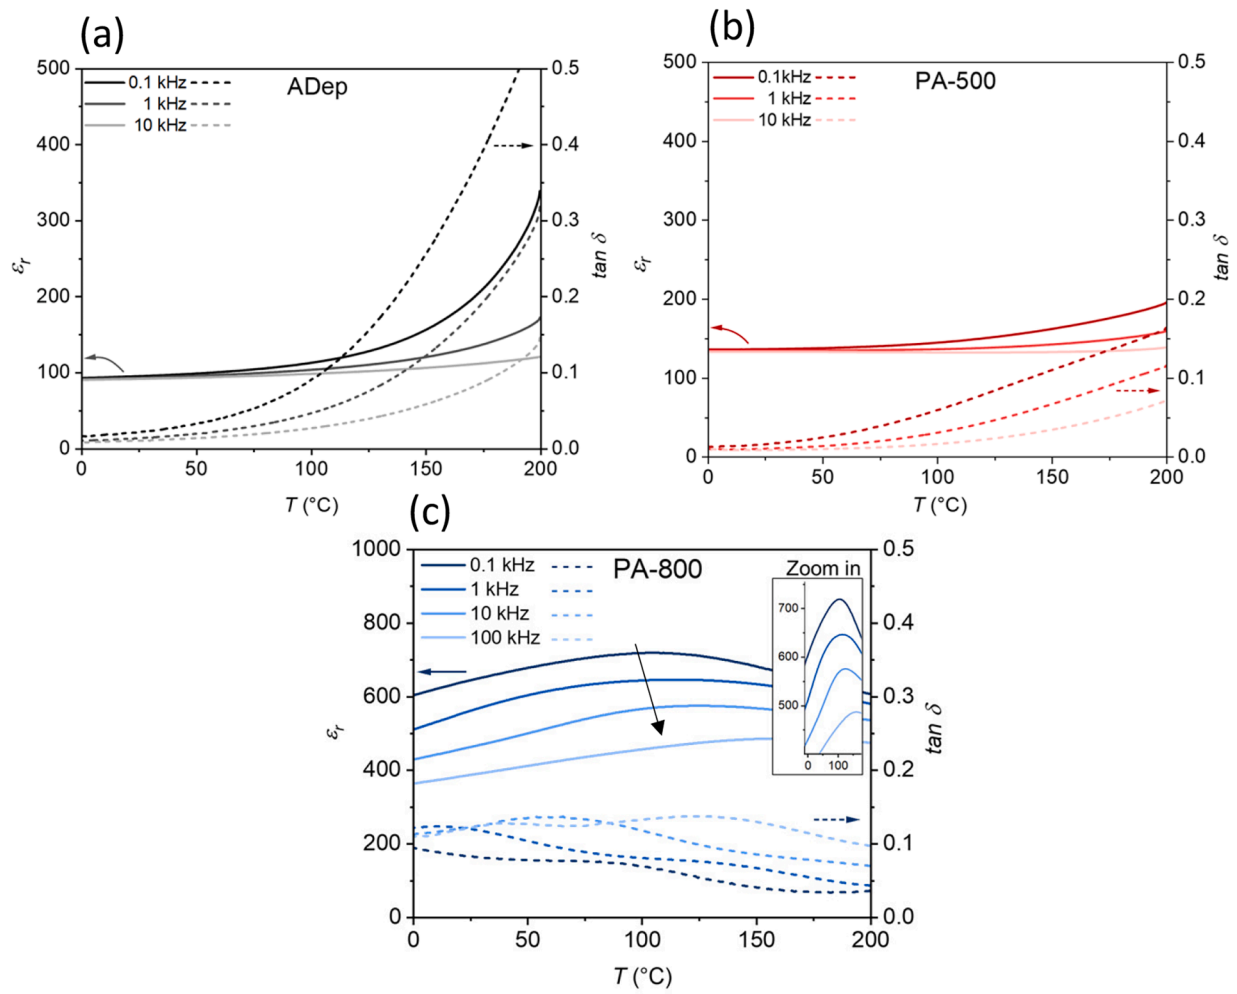 (a)
ADep
0.1 kHz
1 kHz
10 kHz
500
400
300
200
100
0
εr
0.5
0.4
0.3
0.2
0.1
0.0
tan δ
0 50 100 150 200
T (°C)
(b)
PA-500
0.1kHz
1 kHz
10 kHz
500
400
300
200
100
0
εr
0.5
0.4
0.3
0.2
0.1
0.0
tan δ
0 50 100 150 200
T (°C)
(c)
PA-800
0.1 kHz
1 kHz
10 kHz
100 kHz
Zoom in
700
600
500
0 100
1000
800
600
400
200
0
εr
0.5
0.4
0.3
0.2
0.1
0.0
tan δ
0 50 100 150 200
T (°C)